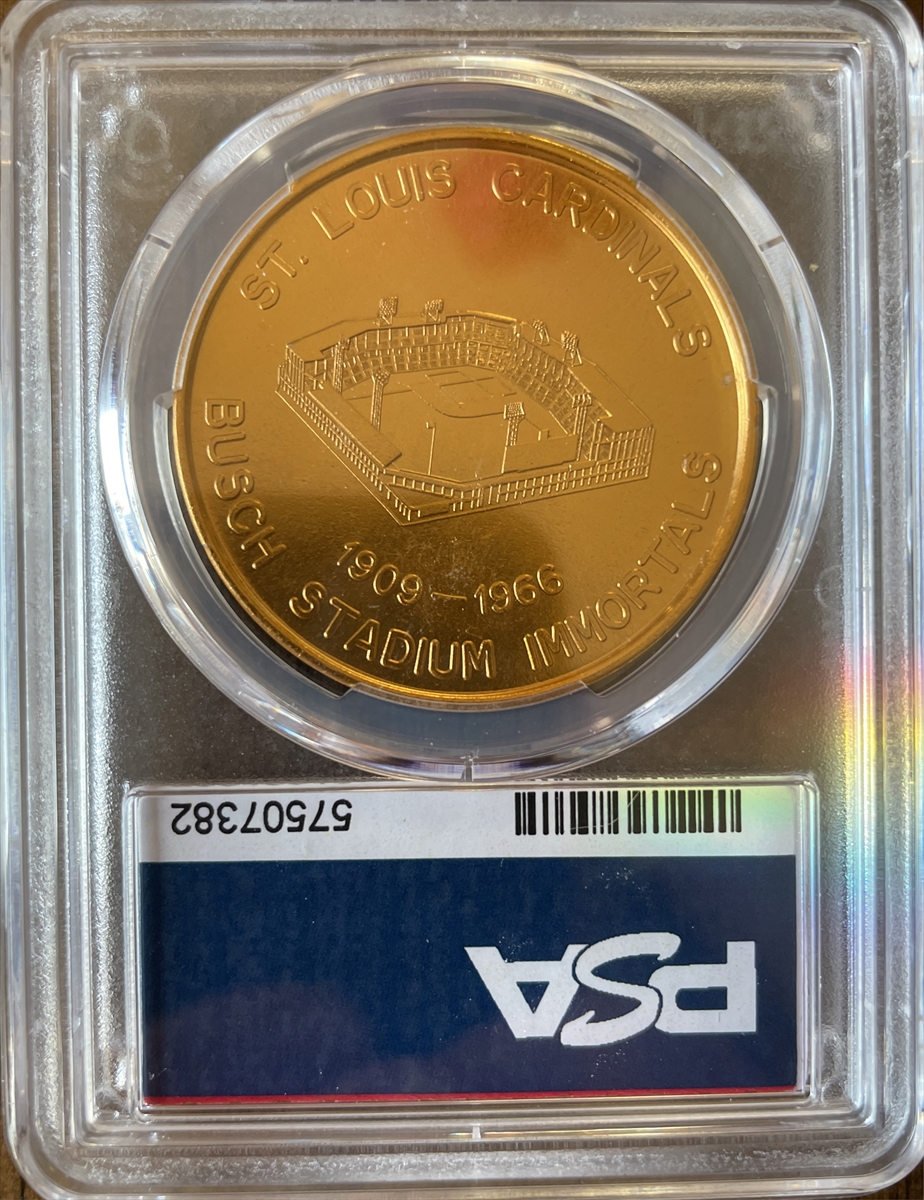 ST. LOUIS CARDINALS
1909-1966
BUSCH STADIUM IMMORTALS
57507382
PSA